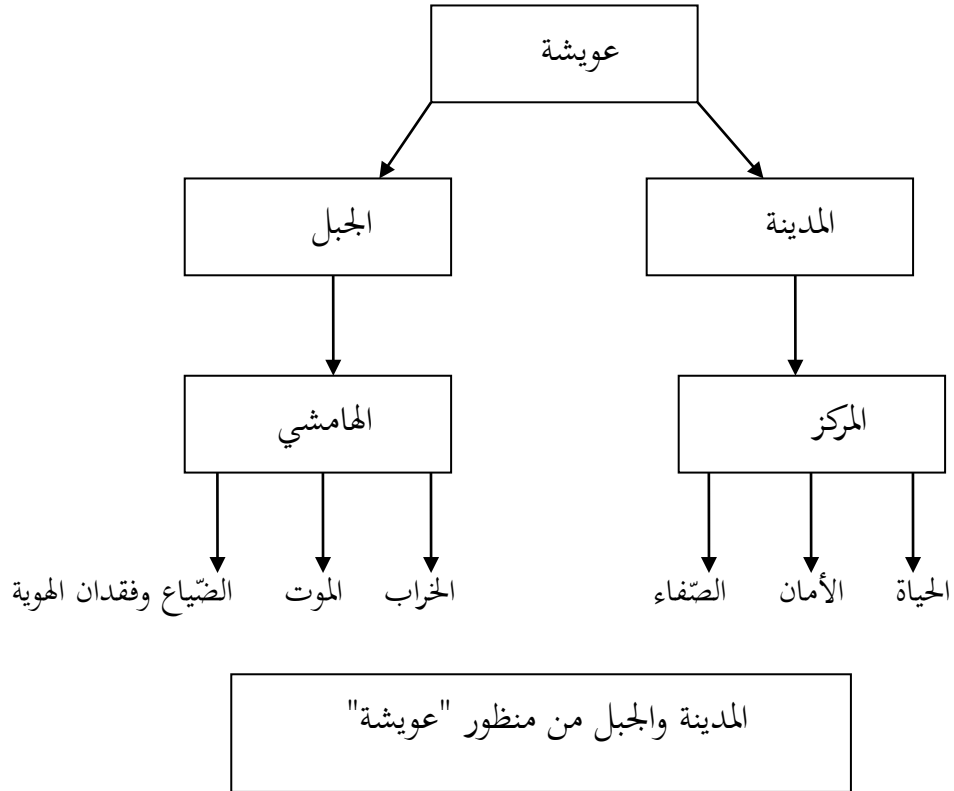 عويشة
المدينة
الجبل
المركز
الهامشي
الحياة الأمان الصّفاء الخراب الموت الضّياع وفقدان الهوية
المدينة والجبل من منظور "عويشة"